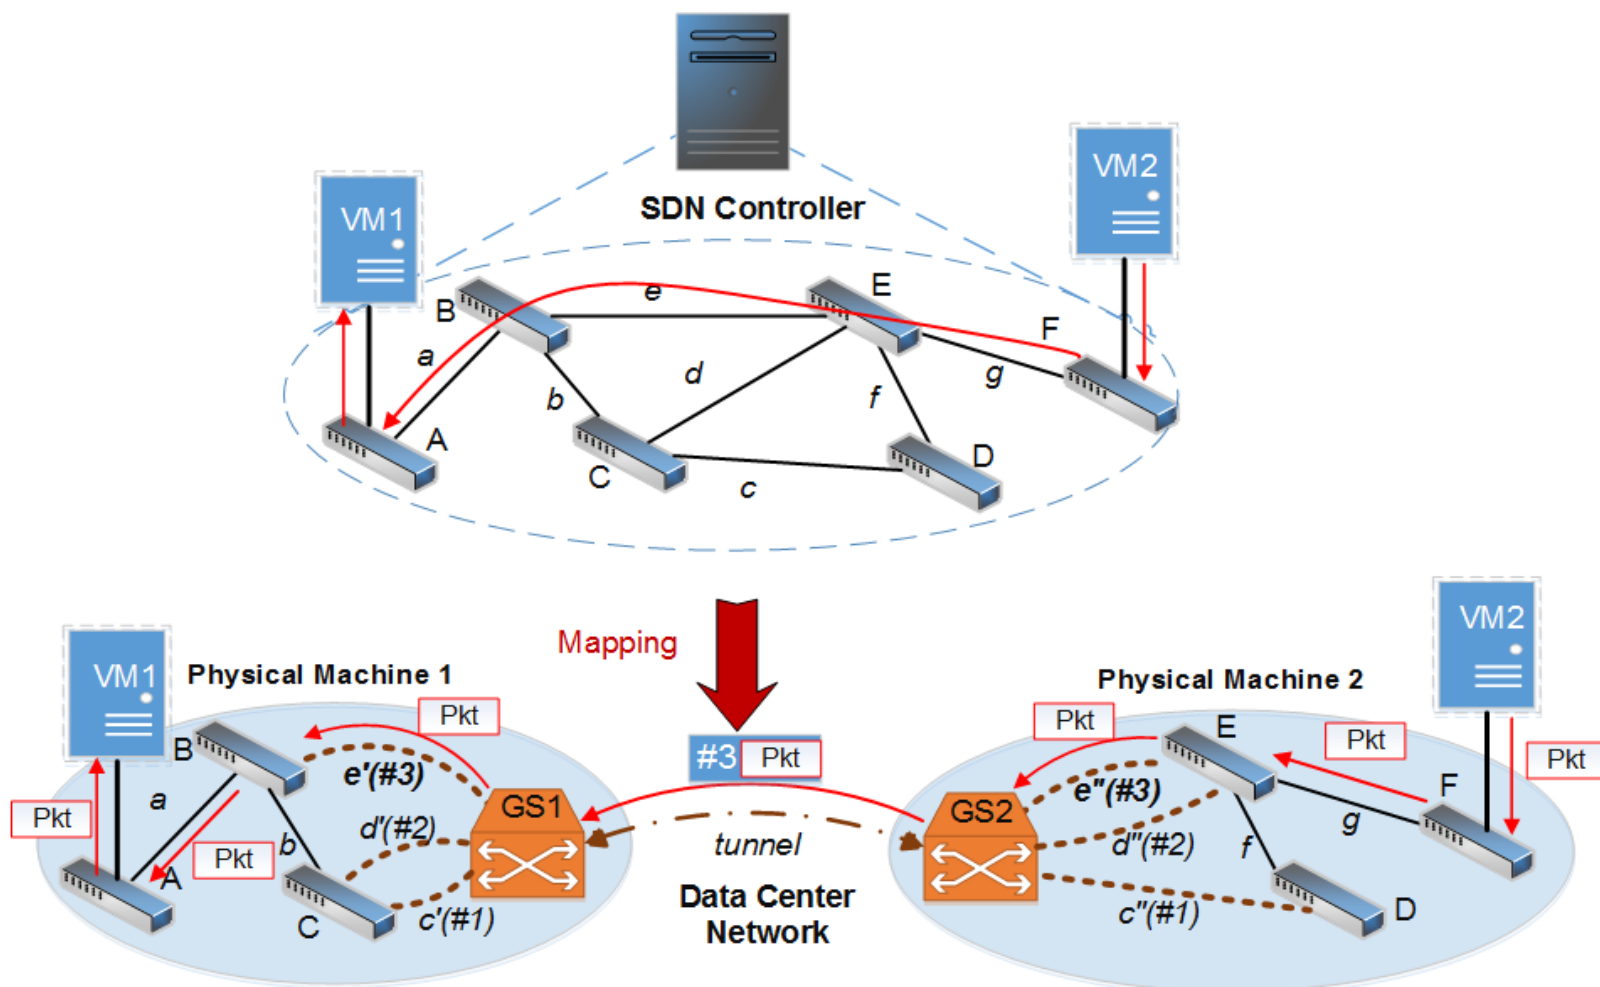 VM1
SDN Controller
VM2
B
e
E
F
a
d
g
b
f
A
C
c
D
Mapping
VM1
Physical Machine 1
Pkt
#3 Pkt
Physical Machine 2
VM2
Pkt
E
Pkt
Pkt
B
e'(#3)
GS1
GS2
e"(#3)
F
a
Pkt
Pkt
b
d'(#2)
tunnel
d"(#2)
f
g
A
C
c'(#1)
Data Center
Network
c"(#1)
D